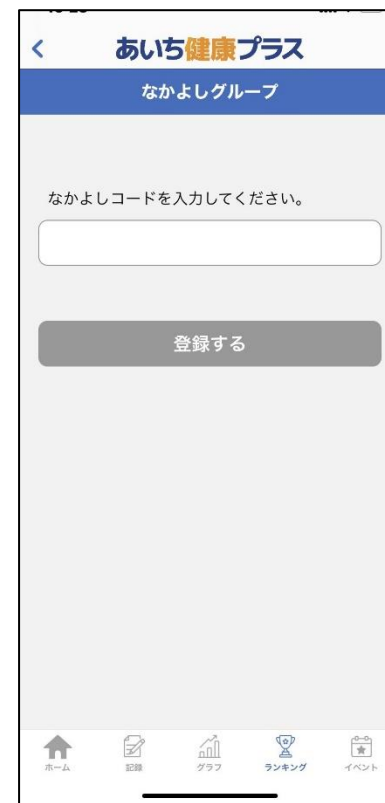 あいち健康プラス
なかよしグループ
なかよしコードを入力してください。
登録する
ホーム 記録 グラフ ランキング イベント